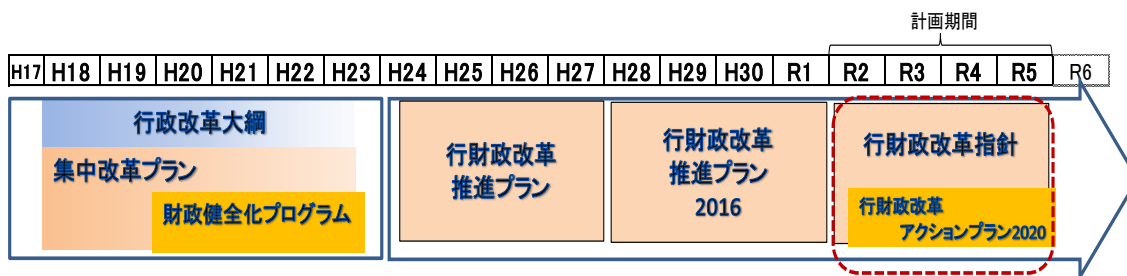 計画期間
H17 H18 H19 H20 H21 H22 H23 H24 H25 H26 H27 H28 H29 H30 R1 R2 R3 R4 R5 R6
行政改革大綱
集中改革プラン
財政健全化プログラム
行財政改革
推進プラン
行財政改革
推進プラン
2016
行財政改革指針
行財政改革
アクションプラン2020